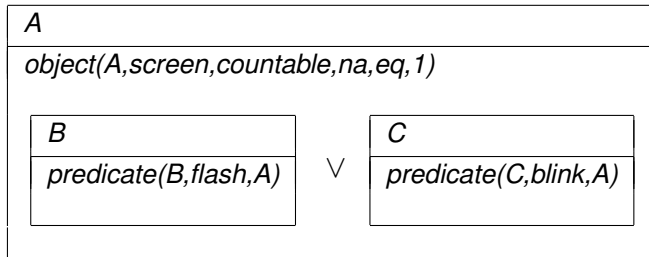 A
object(A,screen,countable,na,eq,1)
B
C
predicate(B,flash,A) ∨ predicate(C,blink,A)